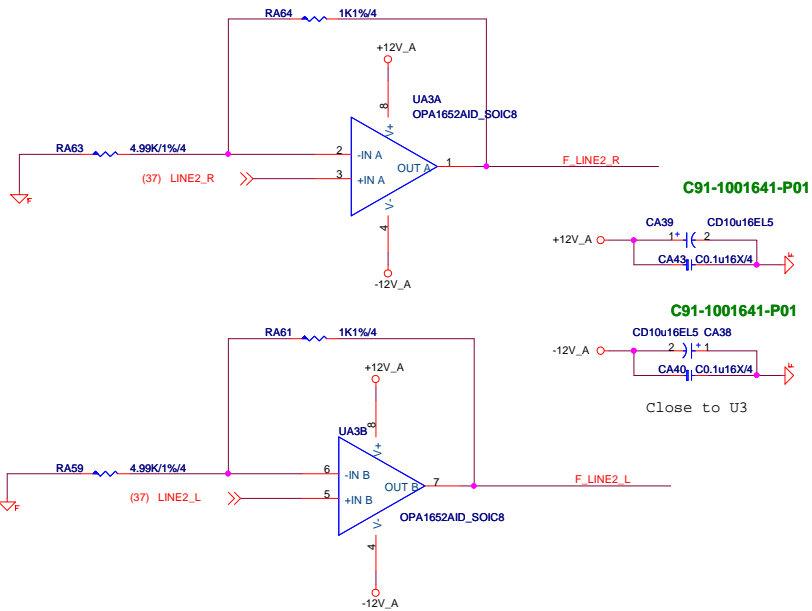 RA64 1K1%/4
+12V_A
8
UA3A
OPA1652AID_SOIC8
V+
RA63 4.99K/1%/4
2 -IN A
OUT A 1
F_LINE2_R
(37) LINE2_R
3 +IN A
F
V-
4
-12V_A
C91-1001641-P01
CA39 CD10u16EL5
+12V_A
1 + 2
CA43 C0.1u16X/4
F
C91-1001641-P01
CD10u16EL5 CA38
-12V_A
2 + 1
CA40 C0.1u16X/4
F
Close to U3
RA61 1K1%/4
+12V_A
8
UA3B
V+
RA59 4.99K/1%/4
6 -IN B
OUT B 7
F_LINE2_L
(37) LINE2_L
5 +IN B
F
OPA1652AID_SOIC8
V-
4
-12V_A